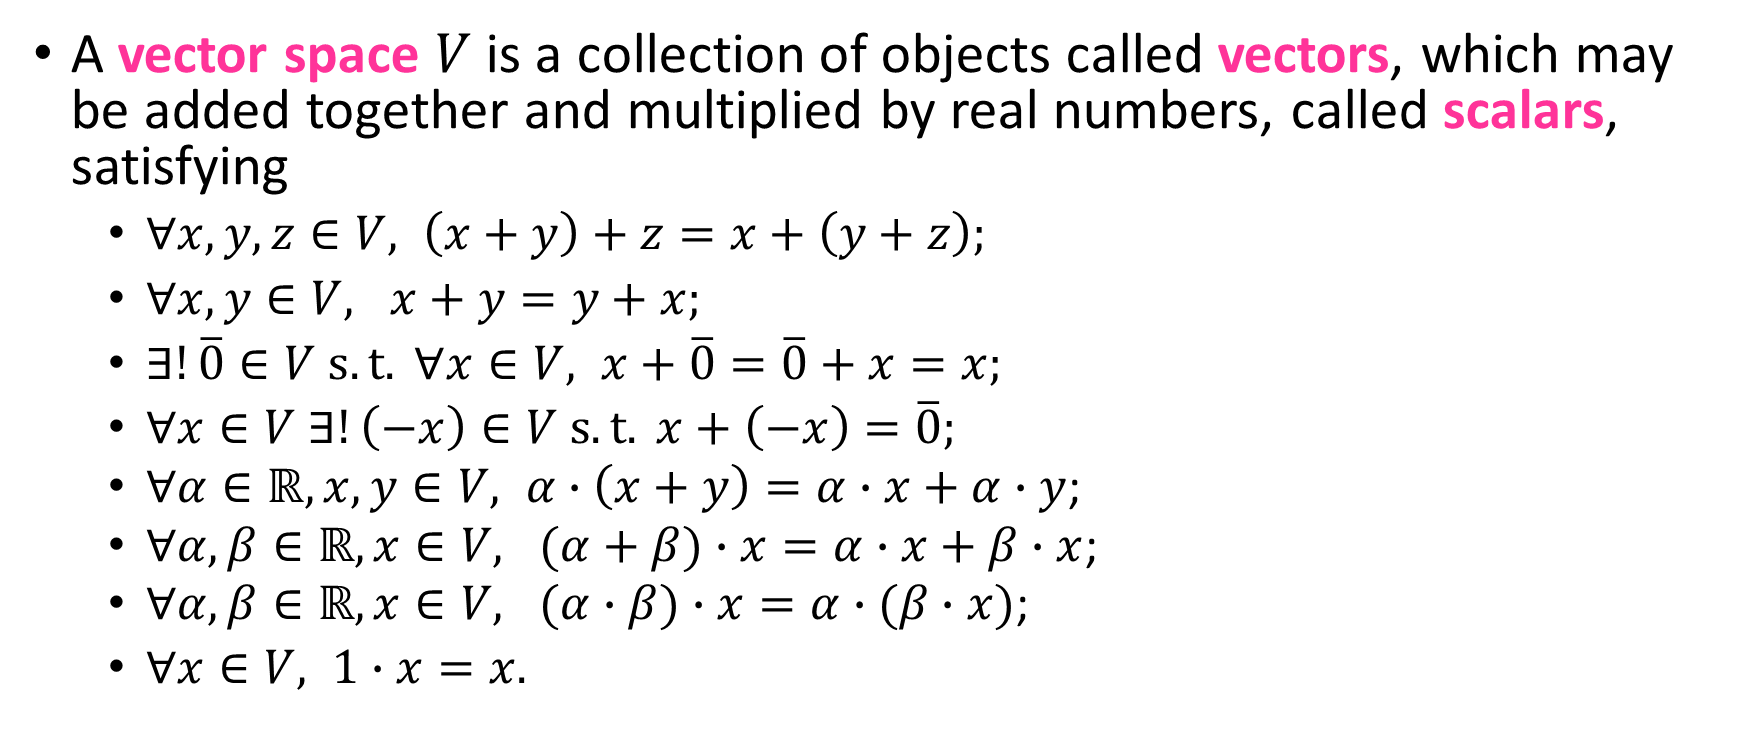 • A vector space 𝑉 is a collection of objects called vectors, which may
be added together and multiplied by real numbers, called scalars,
satisfying
• ∀𝑥, 𝑦, 𝑧 ∈ 𝑉, (𝑥 + 𝑦) + 𝑧 = 𝑥 + (𝑦 + 𝑧);
• ∀𝑥, 𝑦 ∈ 𝑉, 𝑥 + 𝑦 = 𝑦 + 𝑥;
• ∃! 0̅ ∈ 𝑉 s. t. ∀𝑥 ∈ 𝑉, 𝑥 + 0̅ = 0̅ + 𝑥 = 𝑥;
• ∀𝑥 ∈ 𝑉 ∃! (−𝑥) ∈ 𝑉 s. t. 𝑥 + (−𝑥) = 0̅;
• ∀𝛼 ∈ ℝ, 𝑥, 𝑦 ∈ 𝑉, 𝛼 · (𝑥 + 𝑦) = 𝛼 · 𝑥 + 𝛼 · 𝑦;
• ∀𝛼, 𝛽 ∈ ℝ, 𝑥 ∈ 𝑉, (𝛼 + 𝛽) · 𝑥 = 𝛼 · 𝑥 + 𝛽 · 𝑥;
• ∀𝛼, 𝛽 ∈ ℝ, 𝑥 ∈ 𝑉, (𝛼 · 𝛽) · 𝑥 = 𝛼 · (𝛽 · 𝑥);
• ∀𝑥 ∈ 𝑉, 1 · 𝑥 = 𝑥.